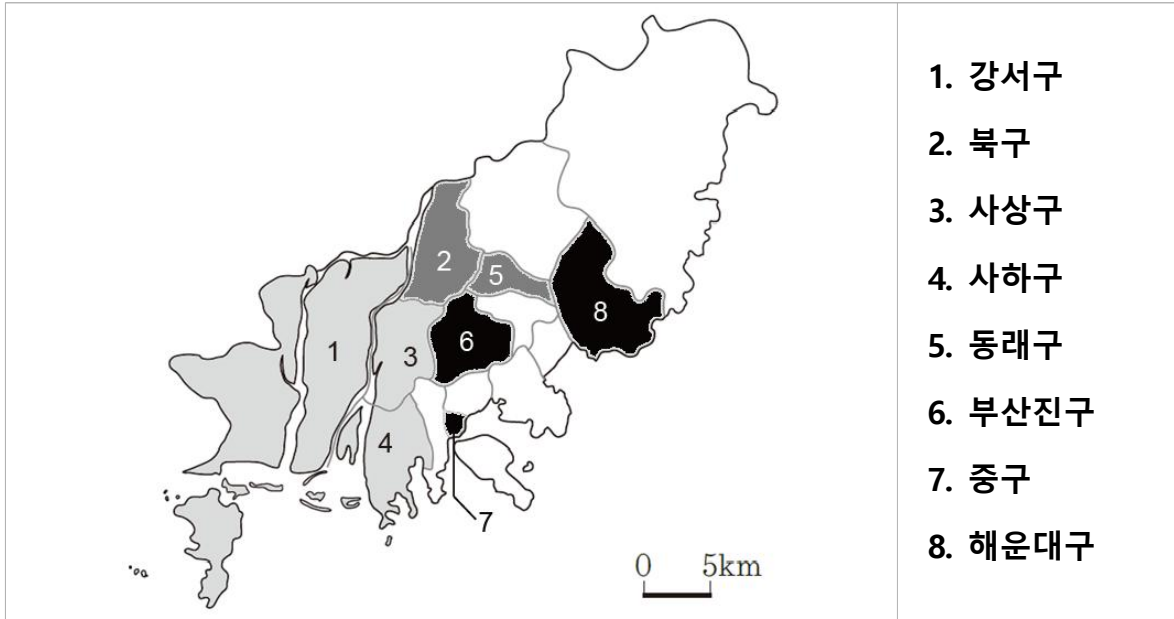 2
5
8
6
1
3
4
7
0 5km
1. 강서구
2. 북구
3. 사상구
4. 사하구
5. 동래구
6. 부산진구
7. 중구
8. 해운대구